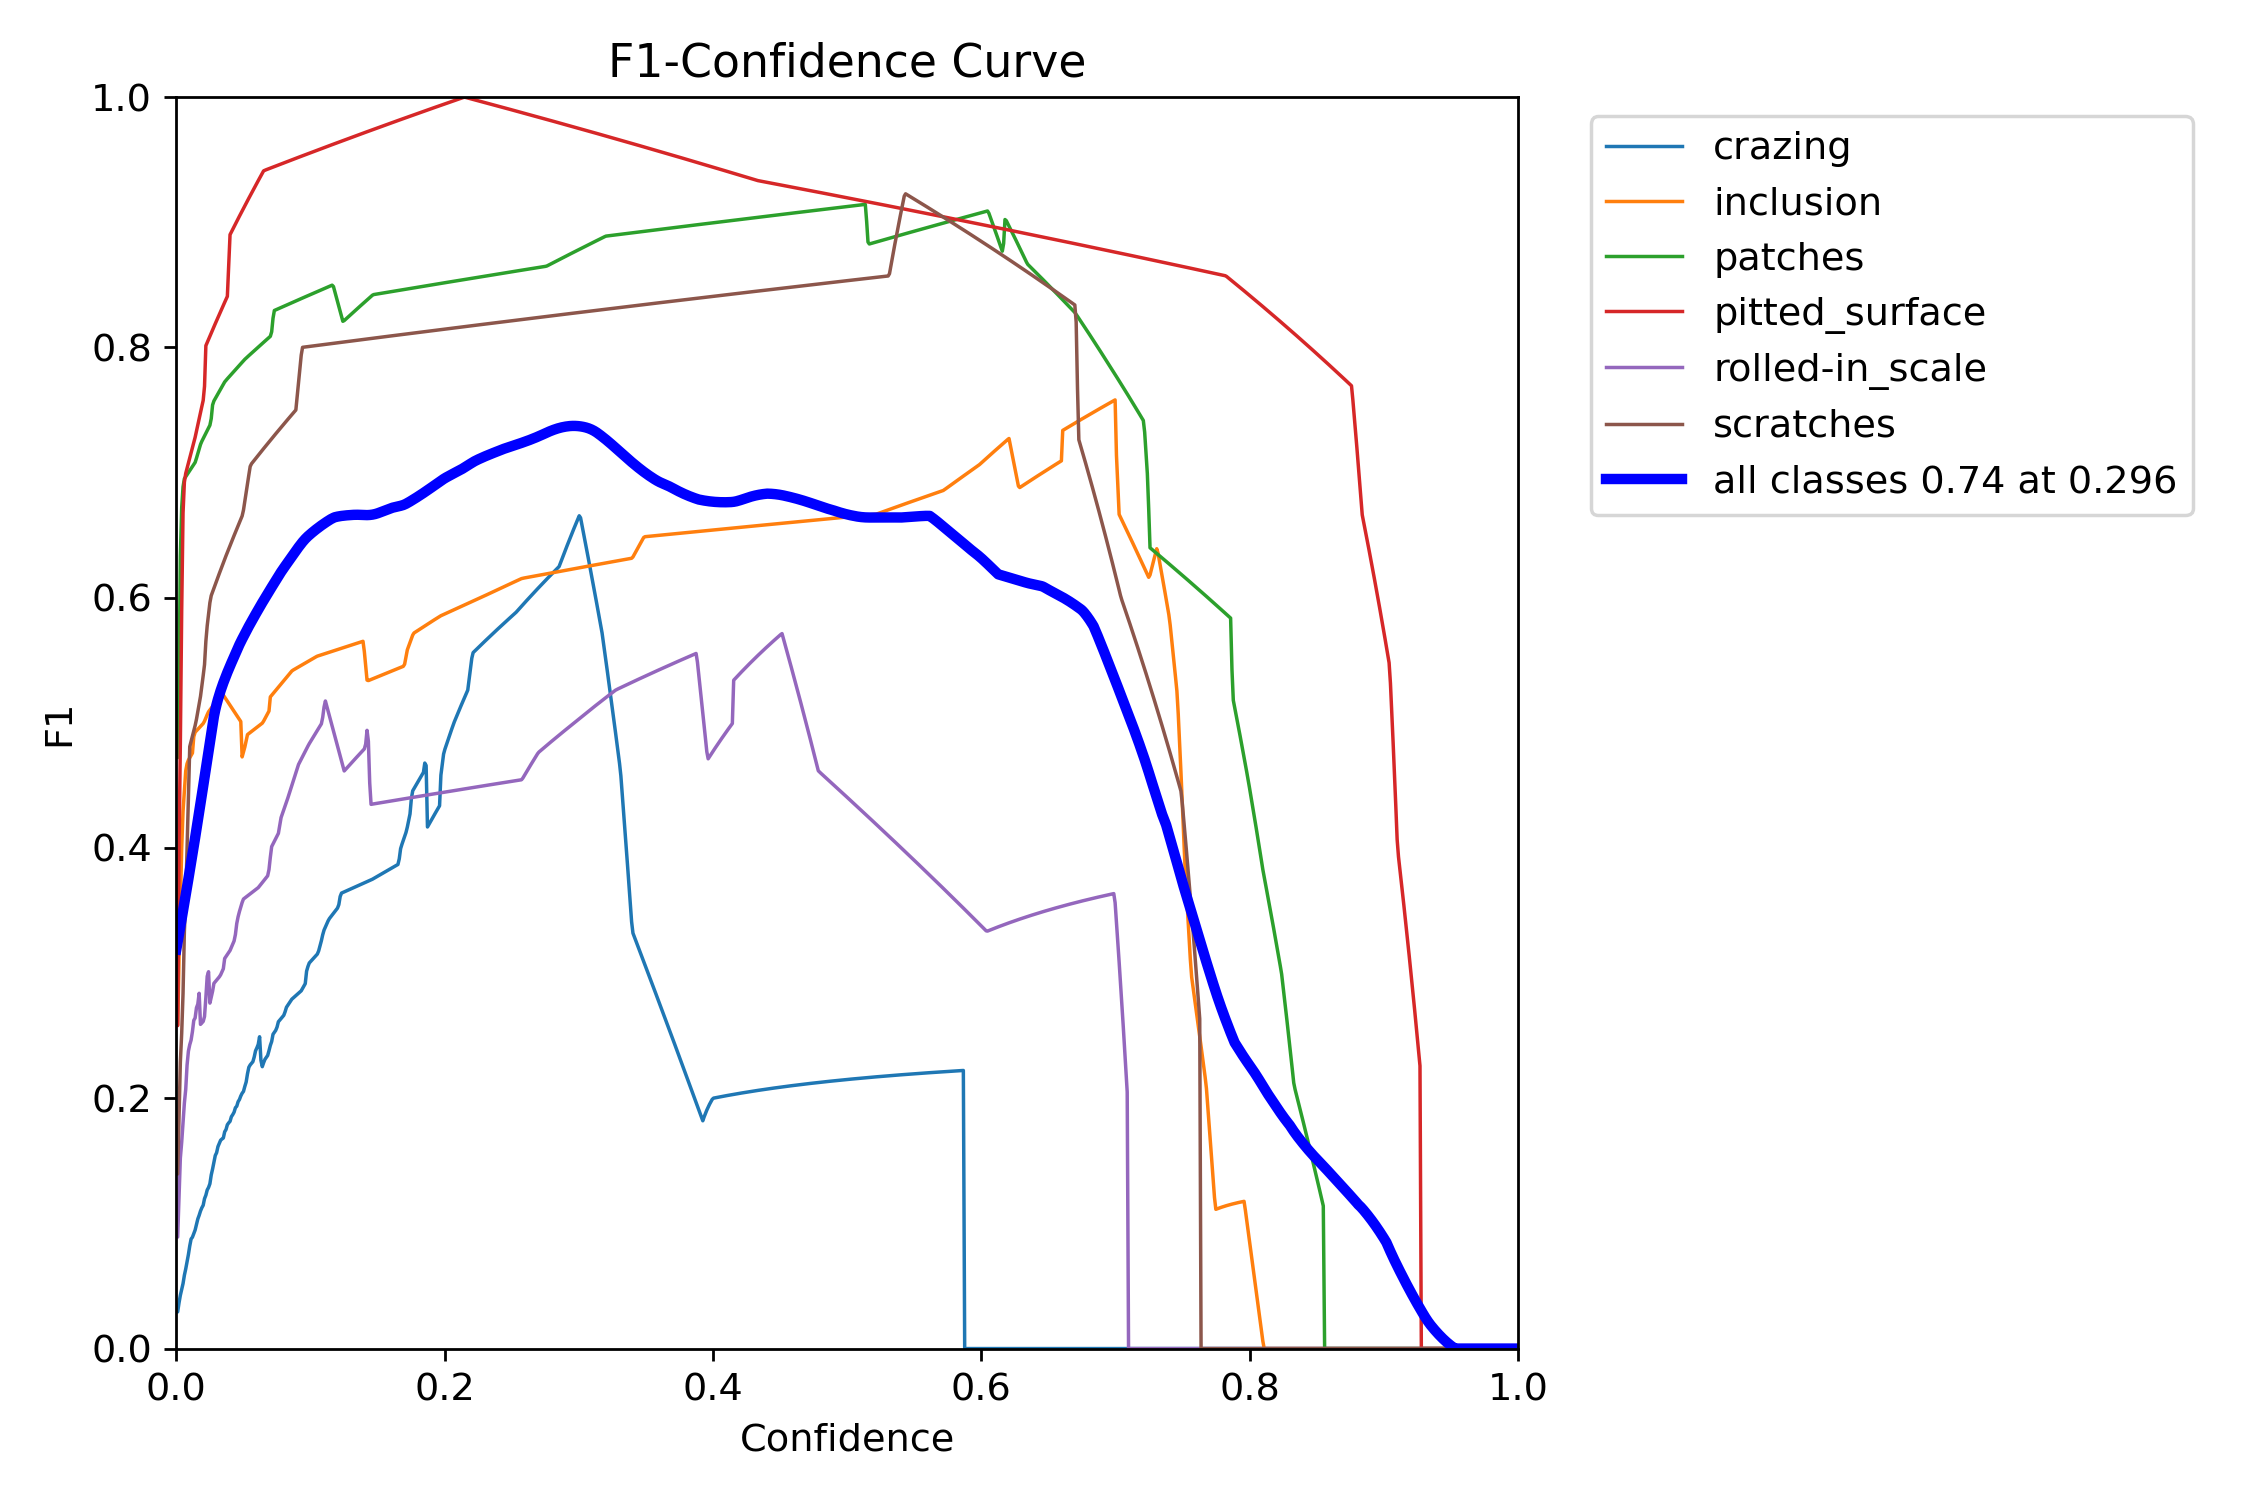 F1-Confidence Curve
1.0
0.8
0.6
0.4
0.2
0.0
F1
0.0 0.2 0.4 0.6 0.8 1.0
Confidence
crazing
inclusion
patches
pitted_surface
rolled-in_scale
scratches
all classes 0.74 at 0.296